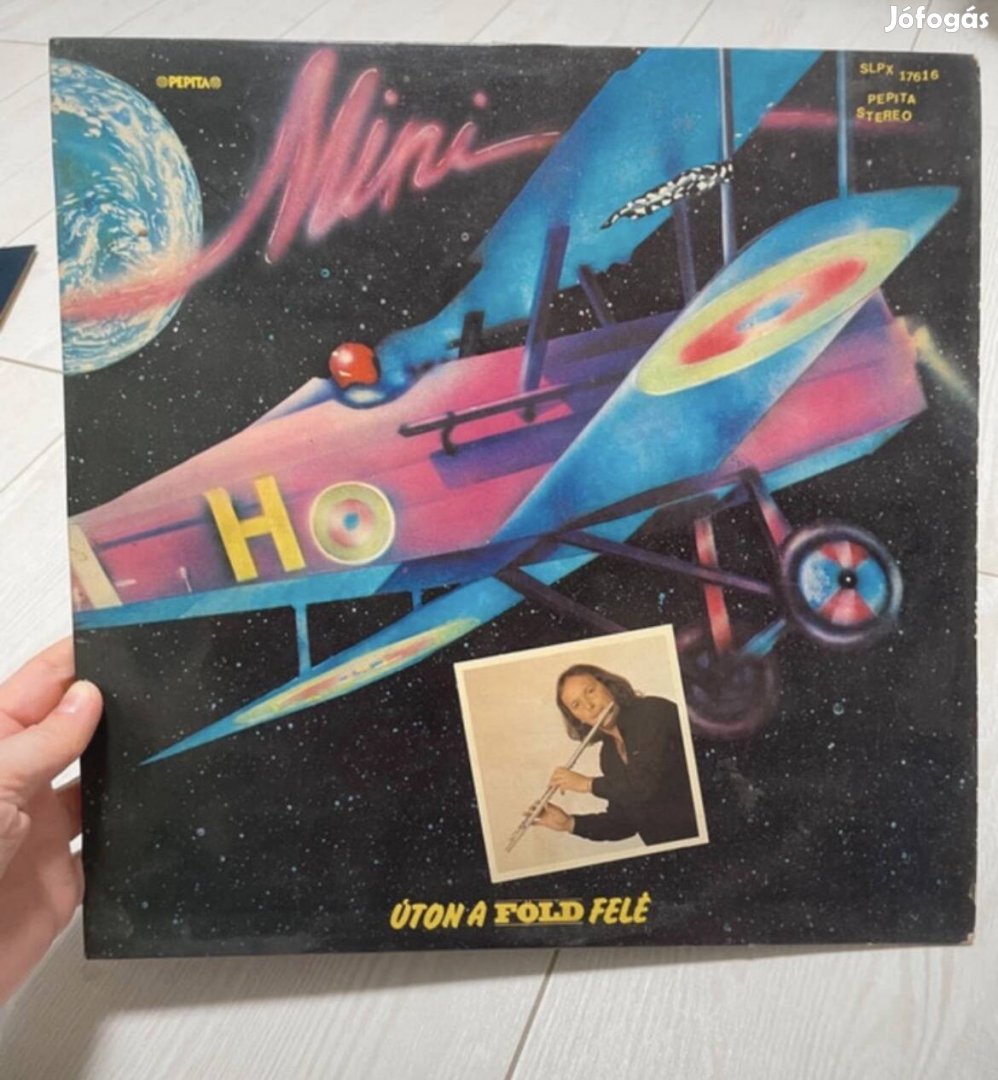 Jófogás
PEPITA
Mini
SLPX 17616
PEPITA
STEREO
HO
ÚTON A FÖLD FELÉ